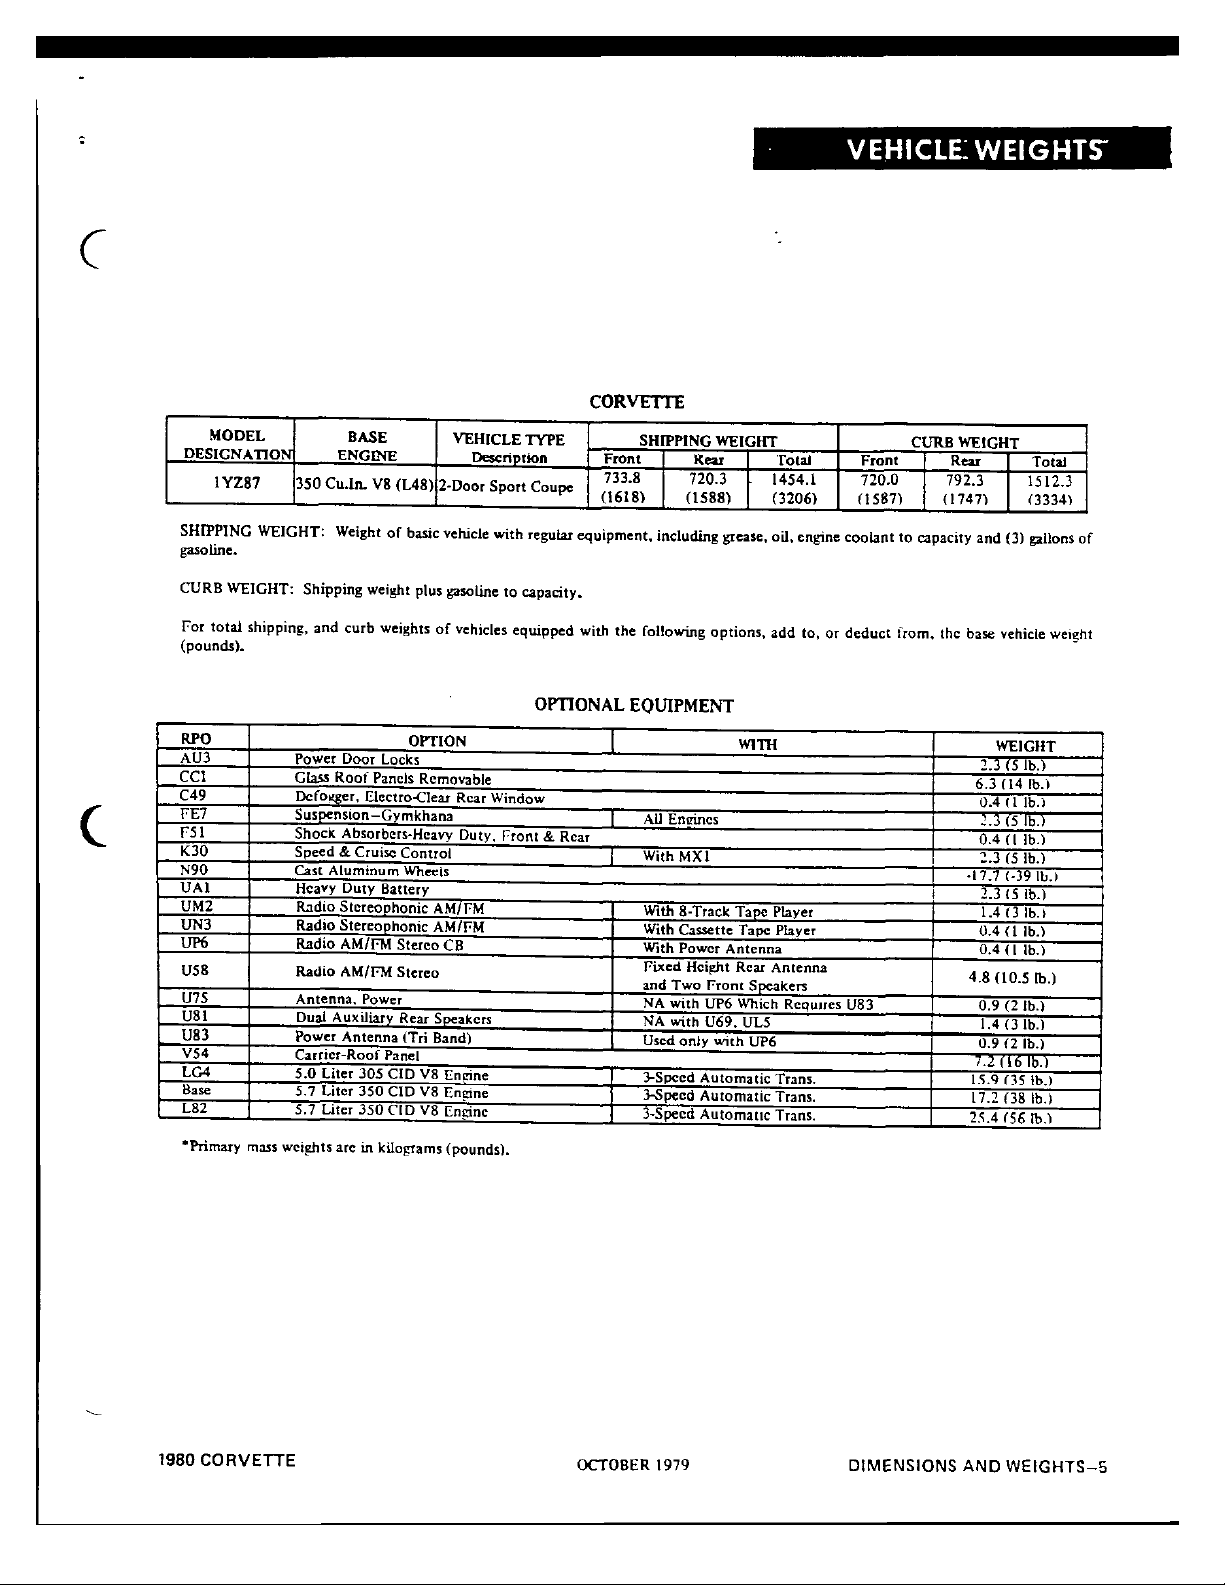 VEHICLE WEIGHTS
CORVETTE
MODEL DESIGNATION BASE ENGINE VEHICLE TYPE Description SHIPPING WEIGHT CURB WEIGHT
Front Rear Total Front Rear Total
1YZ87 350 Cu.In. V8 (L48) 2-Door Sport Coupe 733.8 720.3 1454.1 720.0 792.3 1512.3
(1618) (1588) (3206) (1587) (1747) (3334)
SHIPPING WEIGHT: Weight of basic vehicle with regular equipment, including grease, oil, engine coolant to capacity and (3) gallons of
gasoline.
CURB WEIGHT: Shipping weight plus gasoline to capacity.
For total shipping, and curb weights of vehicles equipped with the following options, add to, or deduct from, the base vehicle weight
(pounds).
OPTIONAL EQUIPMENT
RPO OPTION WITH WEIGHT
AU3 Power Door Locks 2.3 (5 lb.)
CC1 Glass Roof Panels Removable 6.3 (14 lb.)
C49 Defogger, Electro-Clear Rear Window 0.4 (1 lb.)
FE7 Suspension—Gymkhana All Engines 2.3 (5 lb.)
F51 Shock Absorbers-Heavy Duty, Front & Rear 0.4 (1 lb.)
K30 Speed & Cruise Control With MX1 2.3 (5 lb.)
N90 Cast Aluminum Wheels -17.7 (-39 lb.)
UA1 Heavy Duty Battery 2.3 (5 lb.)
UM2 Radio Stereophonic AM/FM With 8-Track Tape Player 1.4 (3 lb.)
UN3 Radio Stereophonic AM/FM With Cassette Tape Player 0.4 (1 lb.)
UP6 Radio AM/FM Stereo CB With Power Antenna 0.4 (1 lb.)
U58 Radio AM/FM Stereo Fixed Height Rear Antenna
and Two Front Speakers 4.8 (10.5 lb.)
U75 Antenna, Power NA with UP6 Which Requires U83 0.9 (2 lb.)
U81 Dual Auxiliary Rear Speakers NA with U69, UL5 1.4 (3 lb.)
U83 Power Antenna (Tri Band) Used only with UP6 0.9 (2 lb.)
V54 Carrier-Roof Panel 7.2 (16 lb.)
LG4 5.0 Liter 305 CID V8 Engine 3-Speed Automatic Trans. 15.9 (35 lb.)
Base 5.7 Liter 350 CID V8 Engine 3-Speed Automatic Trans. 17.2 (38 lb.)
L82 5.7 Liter 350 CID V8 Engine 3-Speed Automatic Trans. 25.4 (56 lb.)
*Primary mass weights are in kilograms (pounds).
1980 CORVETTE OCTOBER 1979 DIMENSIONS AND WEIGHTS—5